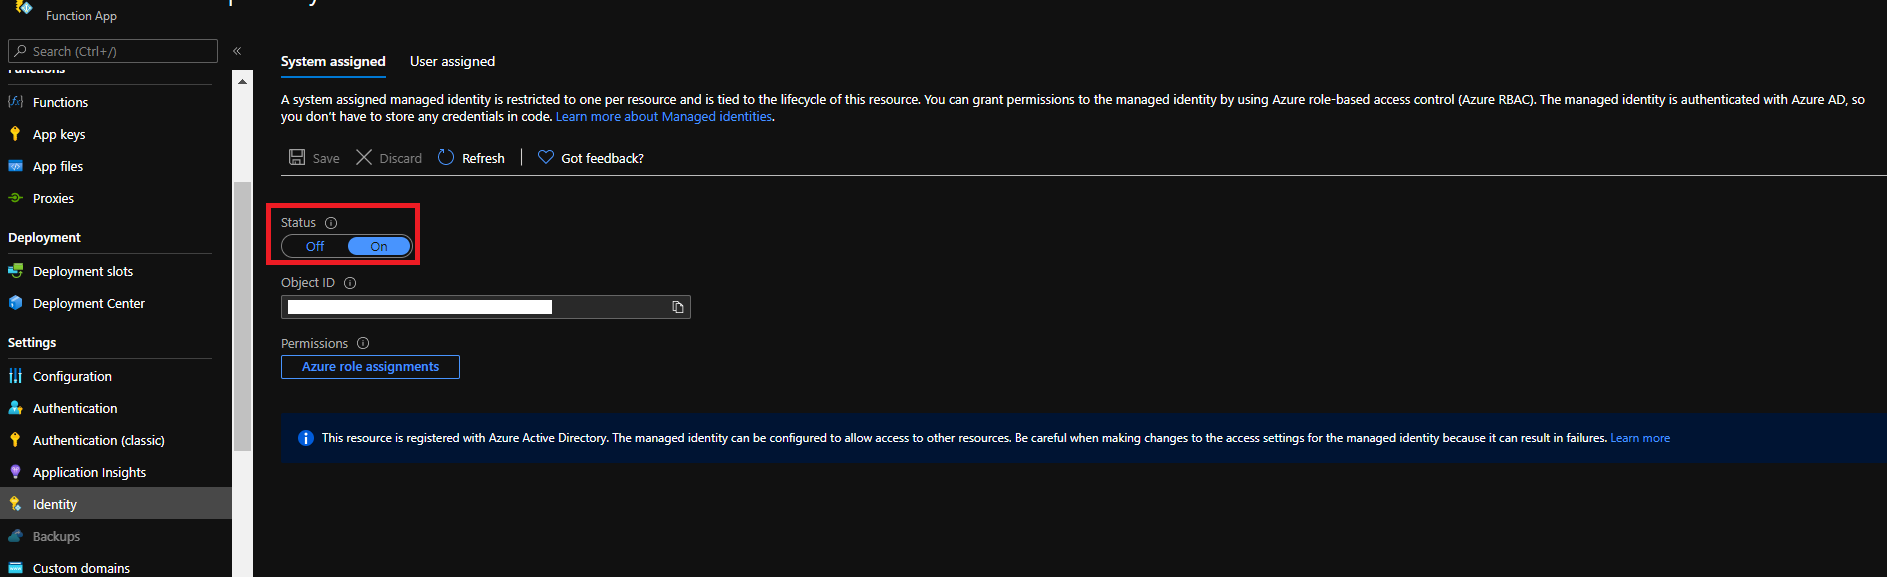 Function App
Search (Ctrl+/)
«
Functions
Functions
App keys
App files
Proxies
Deployment
Deployment slots
Deployment Center
Settings
Configuration
Authentication
Authentication (classic)
Application Insights
Identity
Backups
Custom domains
System assigned User assigned
A system assigned managed identity is restricted to one per resource and is tied to the lifecycle of this resource. You can grant permissions to the managed identity by using Azure role-based access control (Azure RBAC). The managed identity is authenticated with Azure AD, so
you don't have to store any credentials in code. Learn more about Managed identities.
Save Discard Refresh Got feedback?
Status
Off On
Object ID
Permissions
Azure role assignments
This resource is registered with Azure Active Directory. The managed identity can be configured to allow access to other resources. Be careful when making changes to the access settings for the managed identity because it can result in failures. Learn more